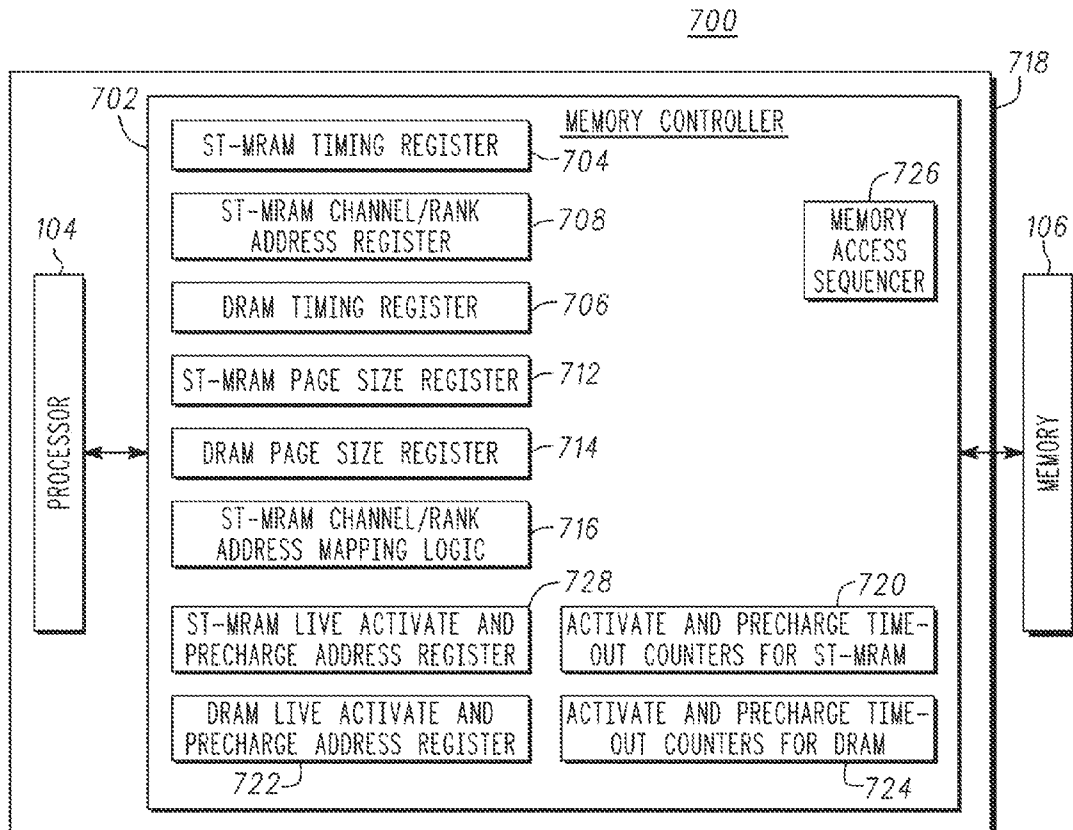 700
718
702
MEMORY CONTROLLER
ST-MRAM TIMING REGISTER
704
726
ST-MRAM CHANNEL/RANK
ADDRESS REGISTER
708
MEMORY
ACCESS
SEQUENCER
104
106
DRAM TIMING REGISTER
706
ST-MRAM PAGE SIZE REGISTER
712
PROCESSOR
MEMORY
DRAM PAGE SIZE REGISTER
714
ST-MRAM CHANNEL/RANK
ADDRESS MAPPING LOGIC
716
728
720
ST-MRAM LIVE ACTIVATE AND
PRECHARGE ADDRESS REGISTER
ACTIVATE AND PRECHARGE TIME-
OUT COUNTERS FOR ST-MRAM
DRAM LIVE ACTIVATE AND
PRECHARGE ADDRESS REGISTER
722
ACTIVATE AND PRECHARGE TIME-
OUT COUNTERS FOR DRAM
724